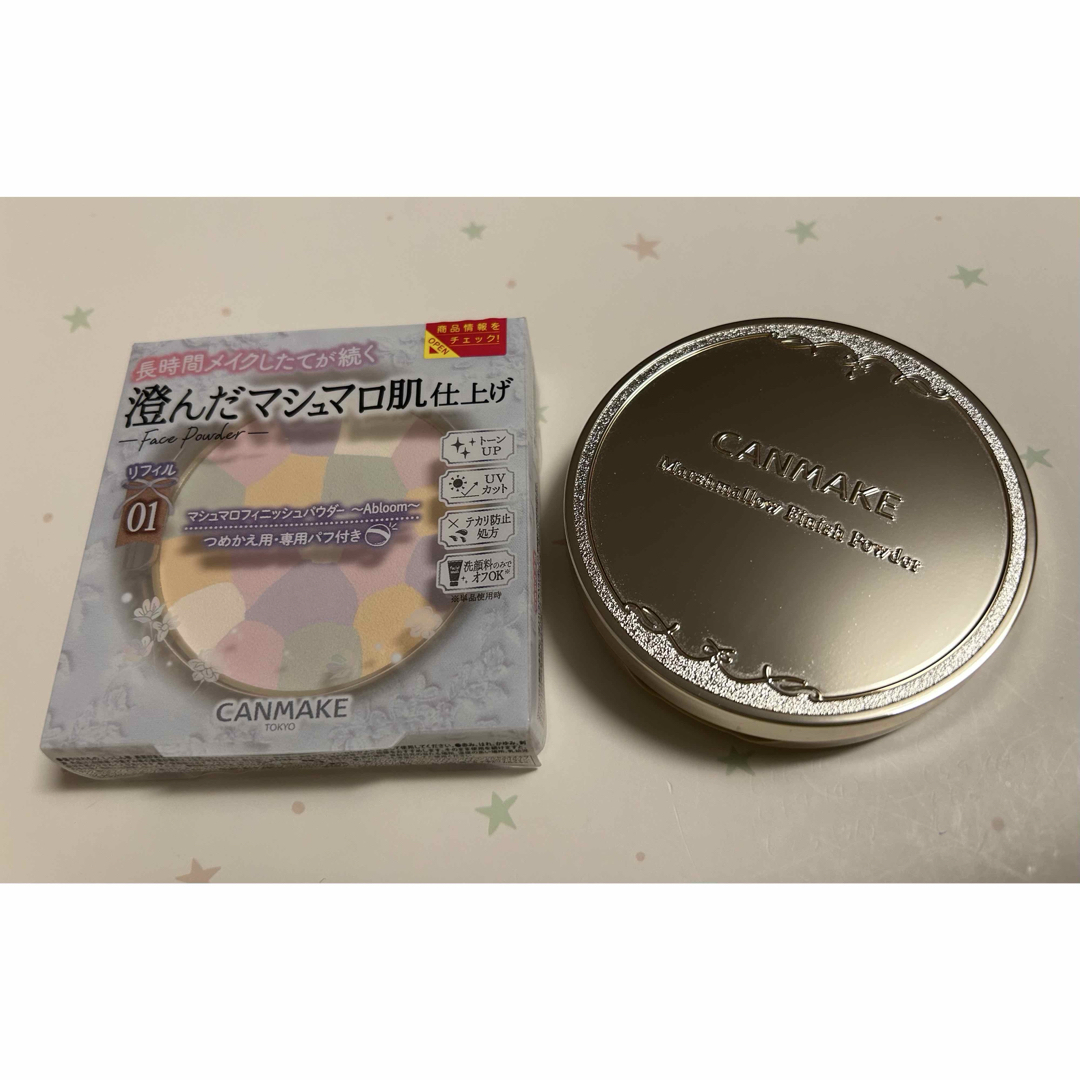 商品情報を
チェック!
OPEN
長時間メイクしたてが続く
澄んだマシュマロ肌仕上げ
Face Powder
リフィル
01
マシュマロフィニッシュパウダー ～Abloom～
つめかえ用・専用パフ付き
トーン
UP
UV
カット
テカリ防止
処方
洗顔料のみで
オフOK※
※単品使用時
CANMAKE
TOKYO
CANMAKE
Marshmallow Finish Powder